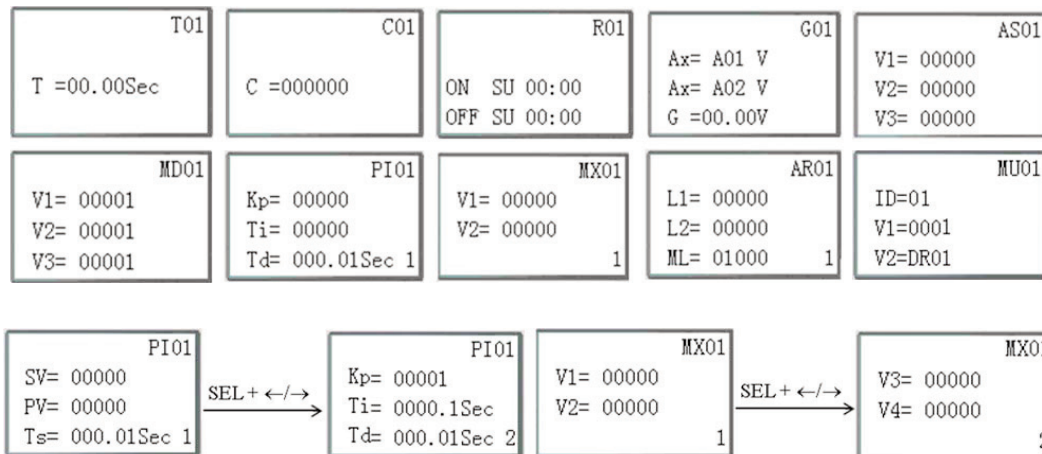 T01
T =00.00Sec
C01
C =000000
R01
ON SU 00:00
OFF SU 00:00
G01
Ax= A01 V
Ax= A02 V
G =00.00V
AS01
V1= 00000
V2= 00000
V3= 00000
MD01
V1= 00001
V2= 00001
V3= 00001
PI01
Kp= 00000
Ti= 00000
Td= 000.01Sec 1
MX01
V1= 00000
V2= 00000
1
AR01
L1= 00000
L2= 00000
ML= 01000 1
MU01
ID=01
V1=0001
V2=DR01
PI01
SV= 00000
PV= 00000
Ts= 000.01Sec 1
SEL + ←/→
PI01
Kp= 00001
Ti= 0000.1Sec
Td= 000.01Sec 2
MX01
V1= 00000
V2= 00000
1
SEL + ←/→
MX01
V3= 00000
V4= 00000
2